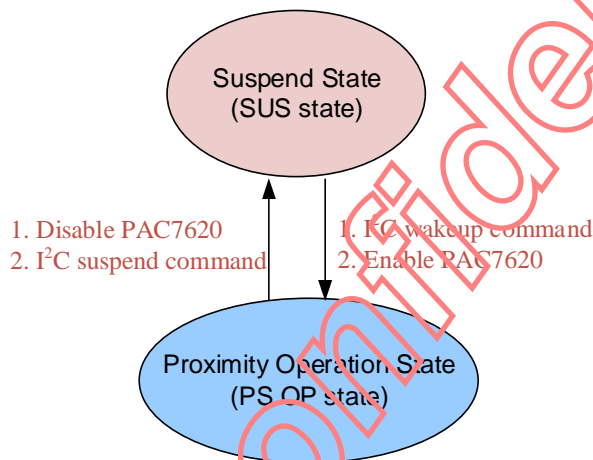 Suspend State
(SUS state)
1. Disable PAC7620
2. I²C suspend command
1. I²C wakeup command
2. Enable PAC7620
Proximity Operation State
(PS OP state)
onfide